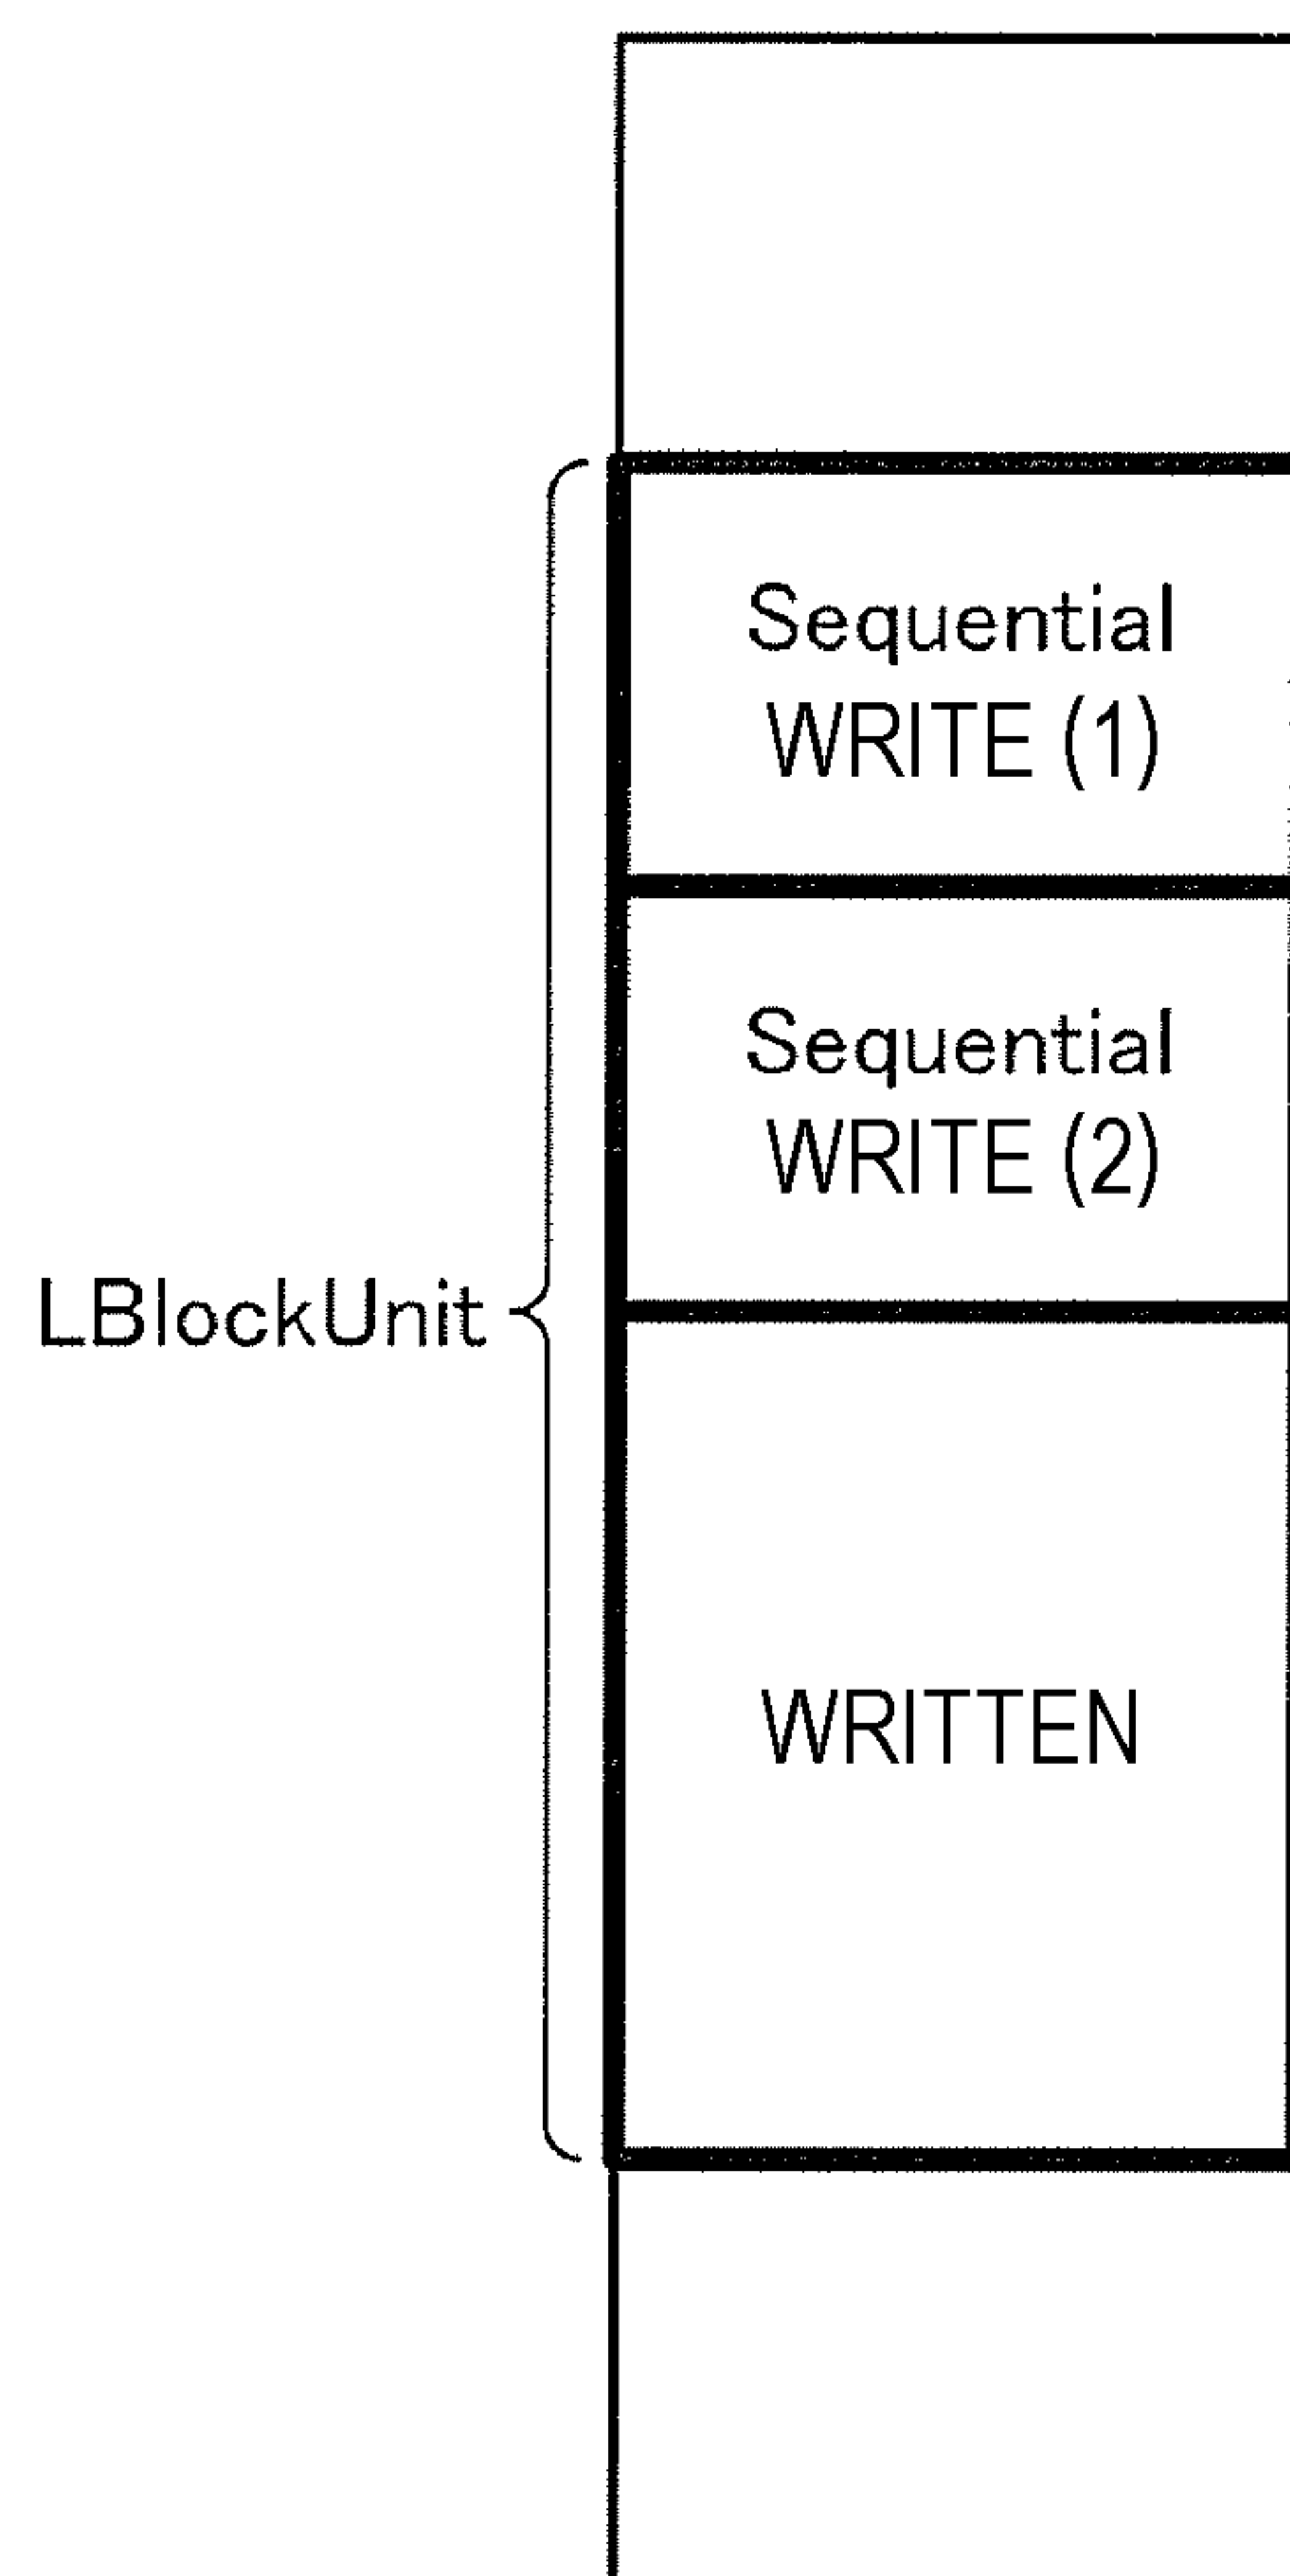 Sequential
WRITE (1)
Sequential
WRITE (2)
LBlockUnit
WRITTEN